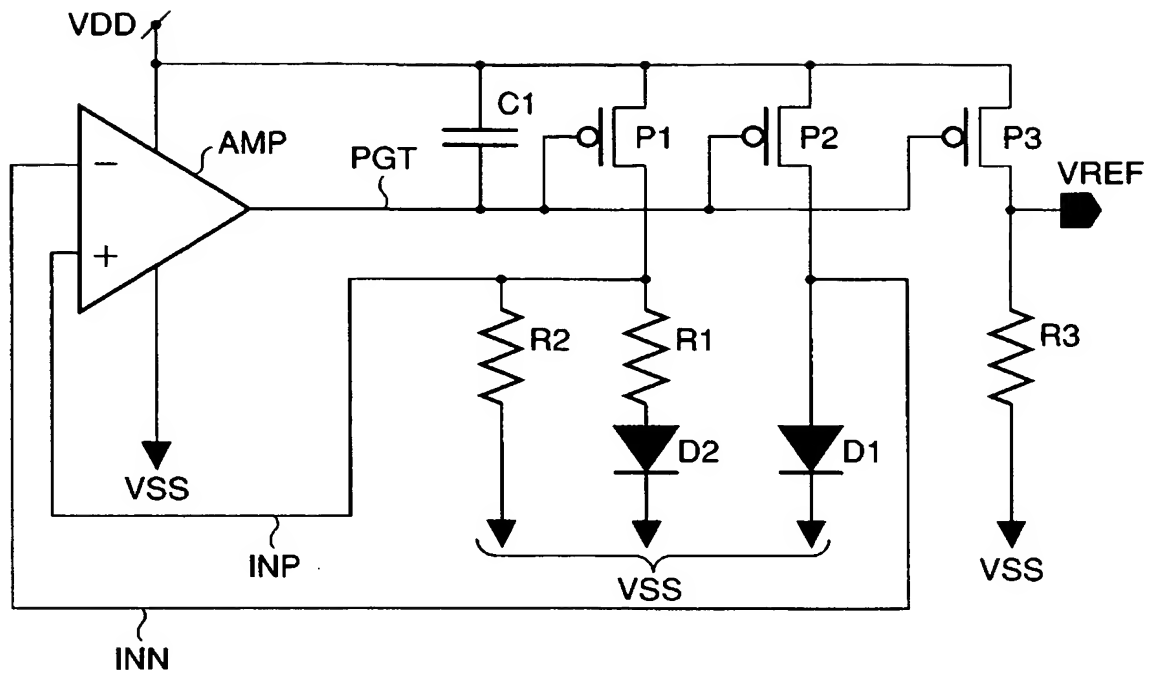 VDD
C1
P1
P2
P3
AMP
PGT
VREF
−
+
R2
R1
R3
D2
D1
VSS
INP
VSS
VSS
INN